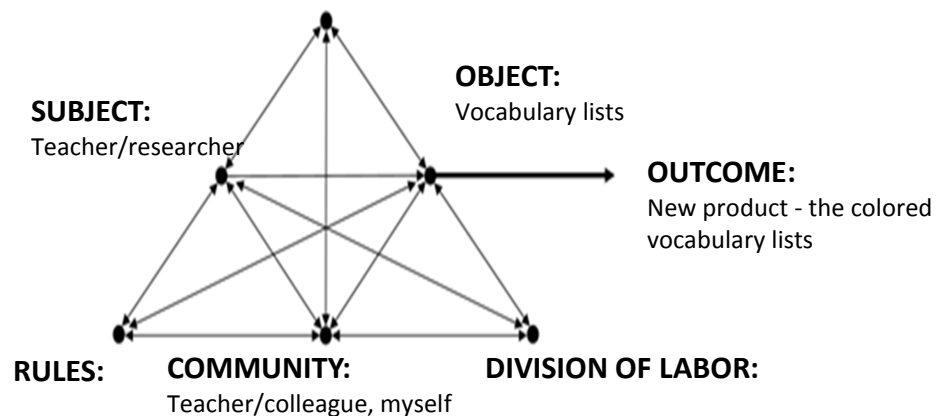 OBJECT:
Vocabulary lists
SUBJECT:
Teacher/researcher
OUTCOME:
New product - the colored
vocabulary lists
RULES:
COMMUNITY:
Teacher/colleague, myself
DIVISION OF LABOR: